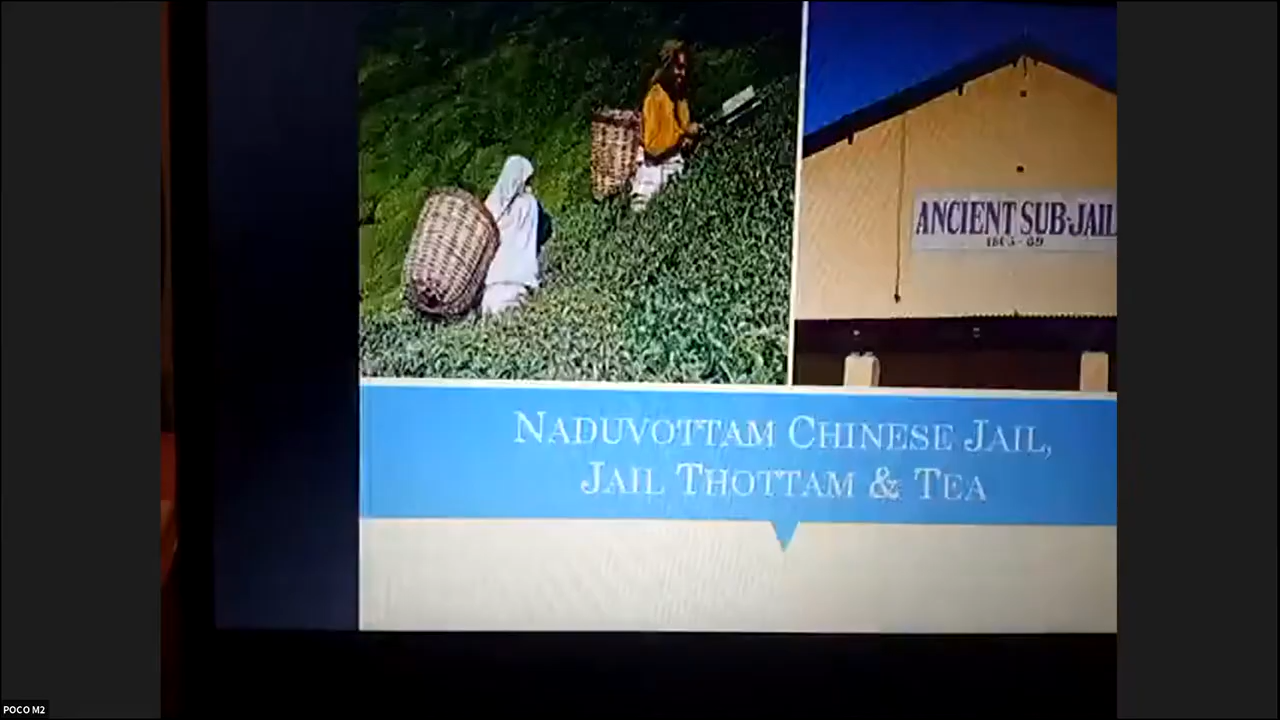 ANCIENT SUB-JAIL
NADUVOTTAM CHINESE JAIL,
JAIL THOTTAM & TEA
POCO M2